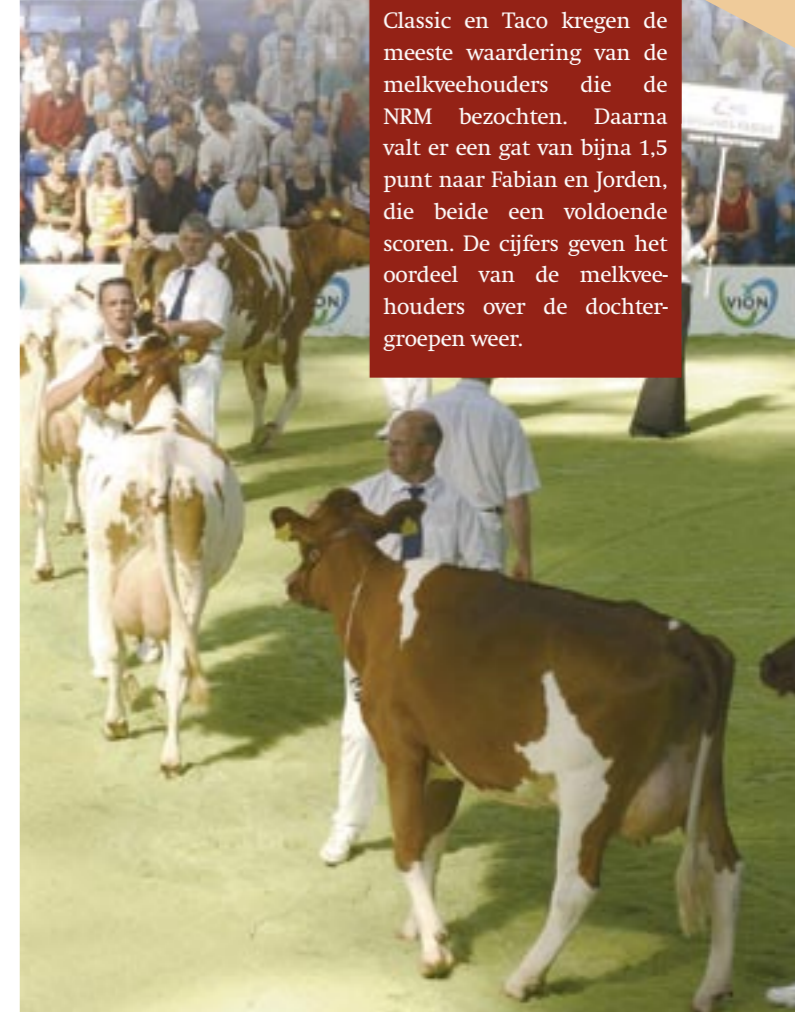 Classic en Taco kregen de
meeste waardering van de
melkveehouders die de
NRM bezochten. Daarna
valt er een gat van bijna 1,5
punt naar Fabian en Jorden,
die beide een voldoende
scoren. De cijfers geven het
oordeel van de melkvee-
houders over de dochter-
groepen weer.
VION